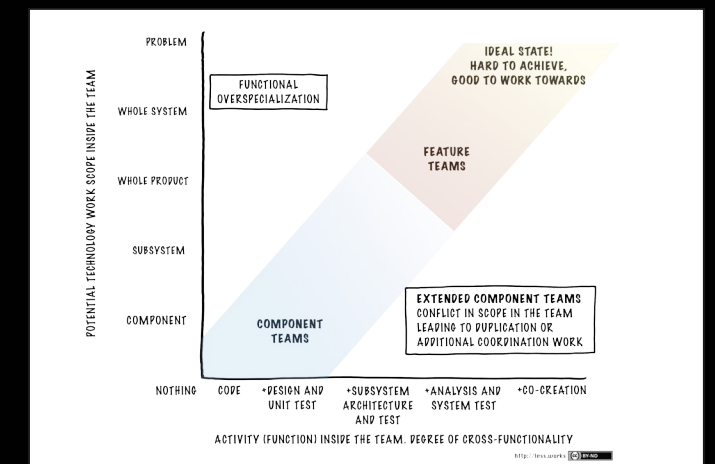 PROBLEM
WHOLE SYSTEM
WHOLE PRODUCT
SUBSYSTEM
COMPONENT
POTENTIAL TECHNOLOGY WORK SCOPE INSIDE THE TEAM
FUNCTIONAL
OVERSPECIALIZATION
IDEAL STATE!
HARD TO ACHIEVE,
GOOD TO WORK TOWARDS
FEATURE
TEAMS
COMPONENT
TEAMS
EXTENDED COMPONENT TEAMS
CONFLICT IN SCOPE IN THE TEAM
LEADING TO DUPLICATION OR
ADDITIONAL COORDINATION WORK
NOTHING
CODE
+DESIGN AND
UNIT TEST
+SUBSYSTEM
ARCHITECTURE
AND TEST
+ANALYSIS AND
SYSTEM TEST
+CO-CREATION
ACTIVITY (FUNCTION) INSIDE THE TEAM. DEGREE OF CROSS-FUNCTIONALITY
http://less.works cc BY-ND